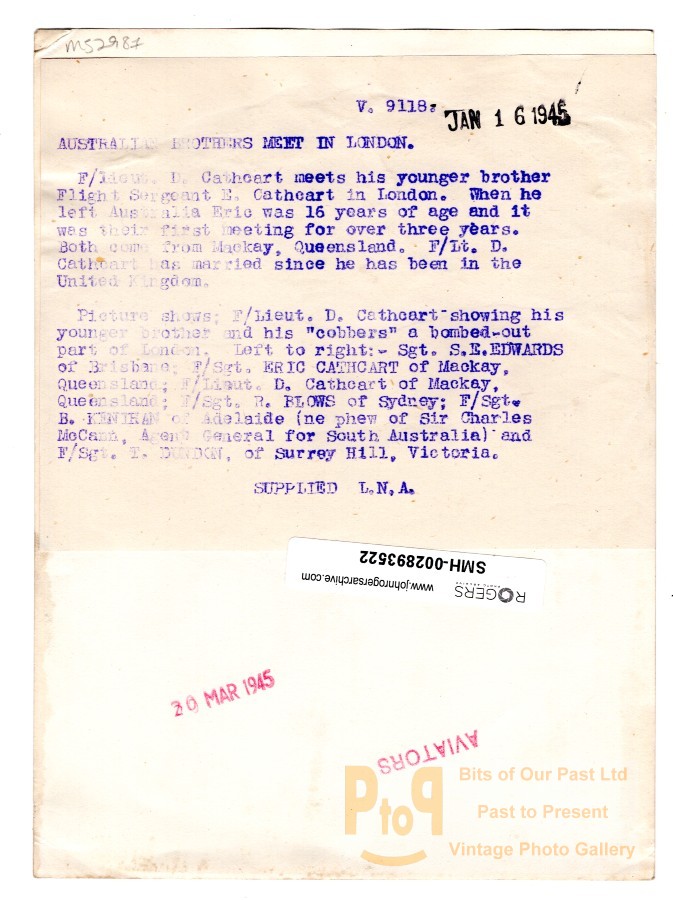 MS2987
V. 9118:
JAN 16 1945
AUSTRALIAN BROTHERS MEET IN LONDON.
F/Lieut. D. Cathcart meets his younger brother
Flight Sergeant E. Cathcart in London. When he
left Australia Eric was 16 years of age and it
was their first meeting for over three years.
Both come from Mackay, Queensland. F/Lt. D.
Cathcart has married since he has been in the
United Kingdom.
Picture shows; F/Lieut. D. Cathcart showing his
younger brother and his "cobbers" a bombed-out
part of London. Left to right:- Sgt. S.E.EDWARDS
of Brisbane; F/Sgt. ERIC CATHCART of Mackay,
Queensland; F/Lieut. D. Cathcart of Mackay,
Queensland; F/Sgt. R. BLOWS of Sydney; F/Sgt.
B. KENIHAN of Adelaide (ne phew of Sir Charles
McCann, Agent General for South Australia) and
F/Sgt. T. DUNDON, of Surrey Hill, Victoria.
SUPPLIED L.N,A.
SMH-002893522
ROGERS www.johnrogersarchive.com
20 MAR 1945
AVIATORS
PtoP
Bits of Our Past Ltd
Past to Present
Vintage Photo Gallery